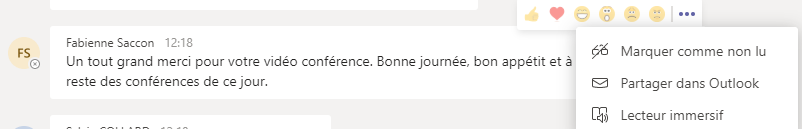 FS
Fabienne Saccon 12:18
Un tout grand merci pour votre vidéo conférence. Bonne journée, bon appétit et à
reste des conférences de ce jour.
Marquer comme non lu
Partager dans Outlook
Lecteur immersif